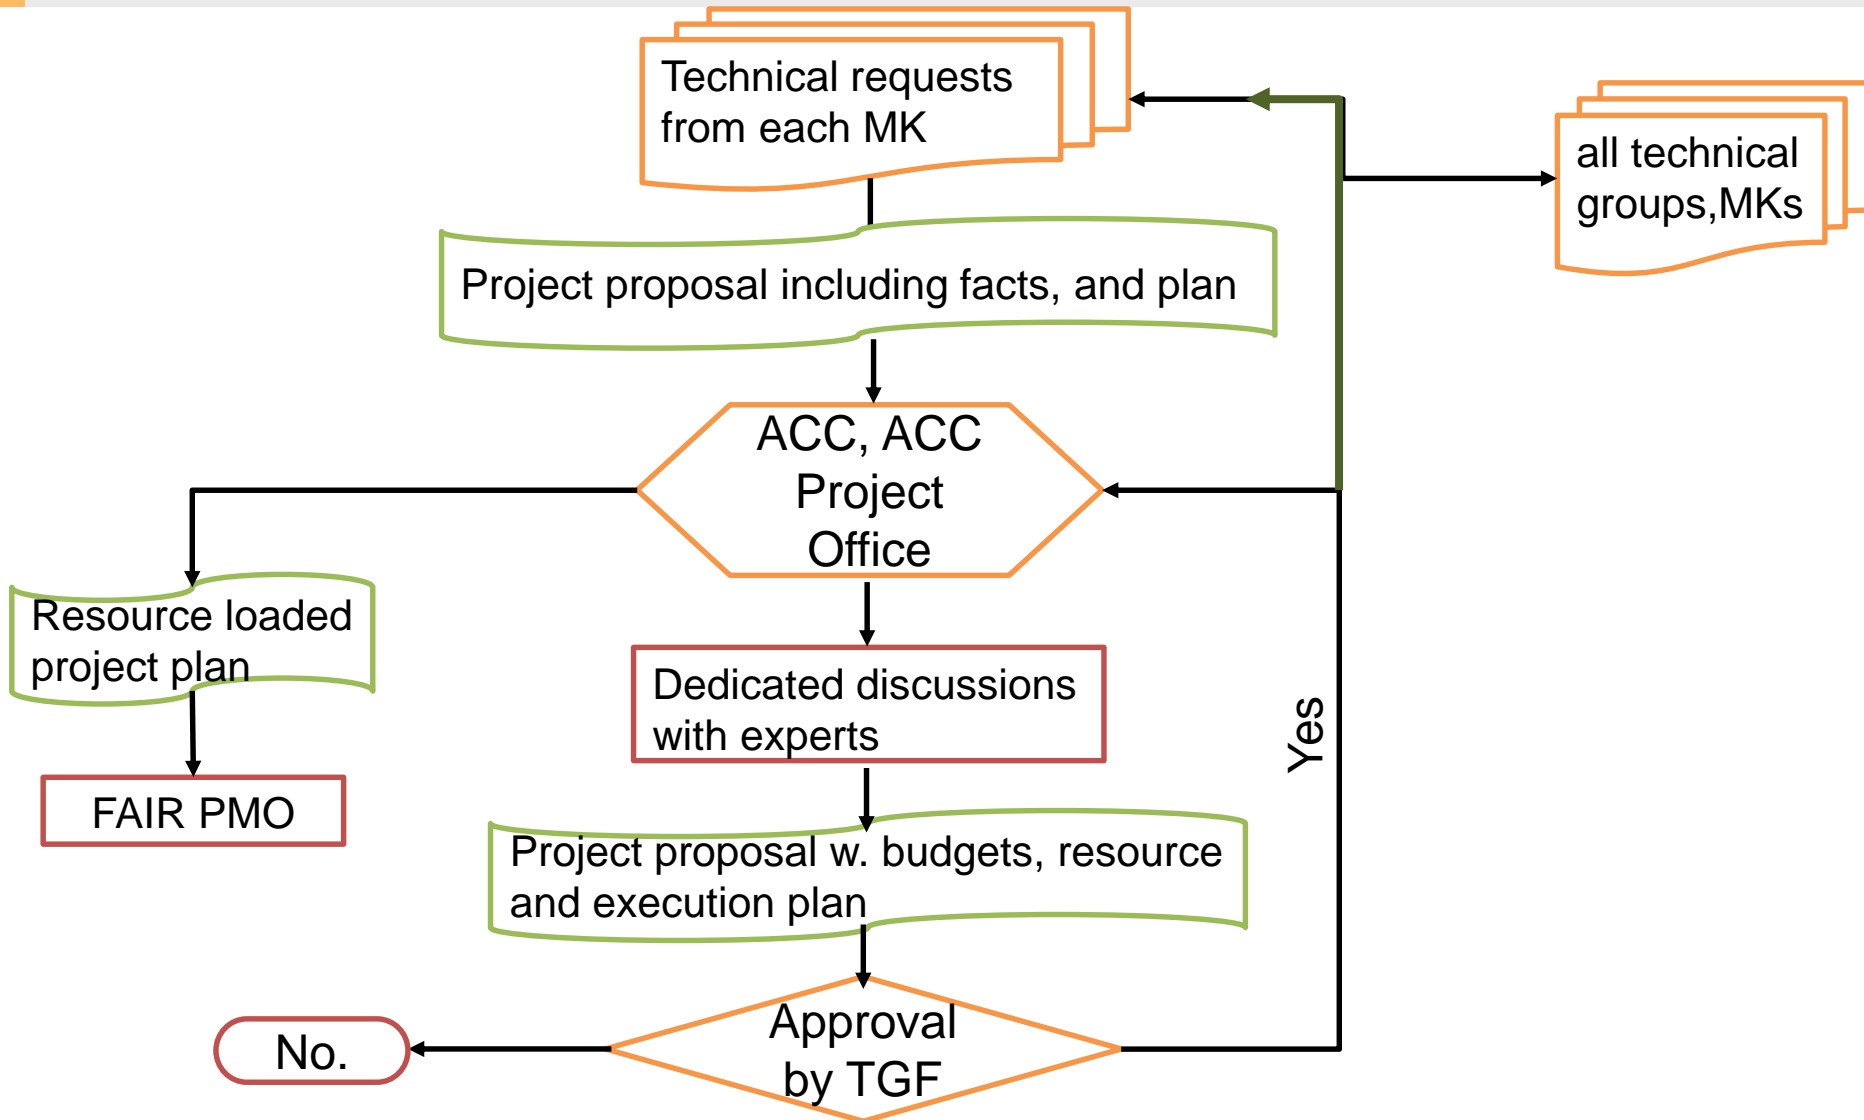 Technical requests
from each MK
all technical
groups,MKs
Project proposal including facts, and plan
ACC, ACC
Project
Office
Resource loaded
project plan
Dedicated discussions
with experts
Yes
FAIR PMO
Project proposal w. budgets, resource
and execution plan
Approval
by TGF
No.